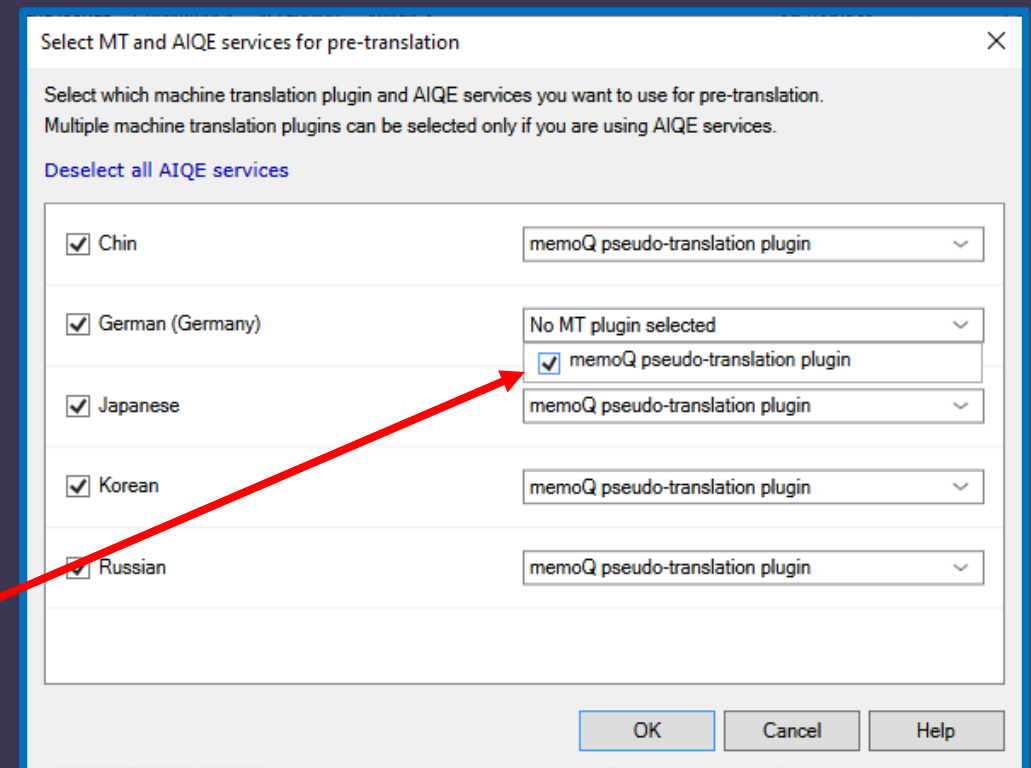 Select MT and AIQE services for pre-translation
Select which machine translation plugin and AIQE services you want to use for pre-translation.
Multiple machine translation plugins can be selected only if you are using AIQE services.
Deselect all AIQE services
Chin memoQ pseudo-translation plugin
German (Germany) No MT plugin selected
memoQ pseudo-translation plugin
Japanese memoQ pseudo-translation plugin
Korean memoQ pseudo-translation plugin
Russian memoQ pseudo-translation plugin
OK Cancel Help